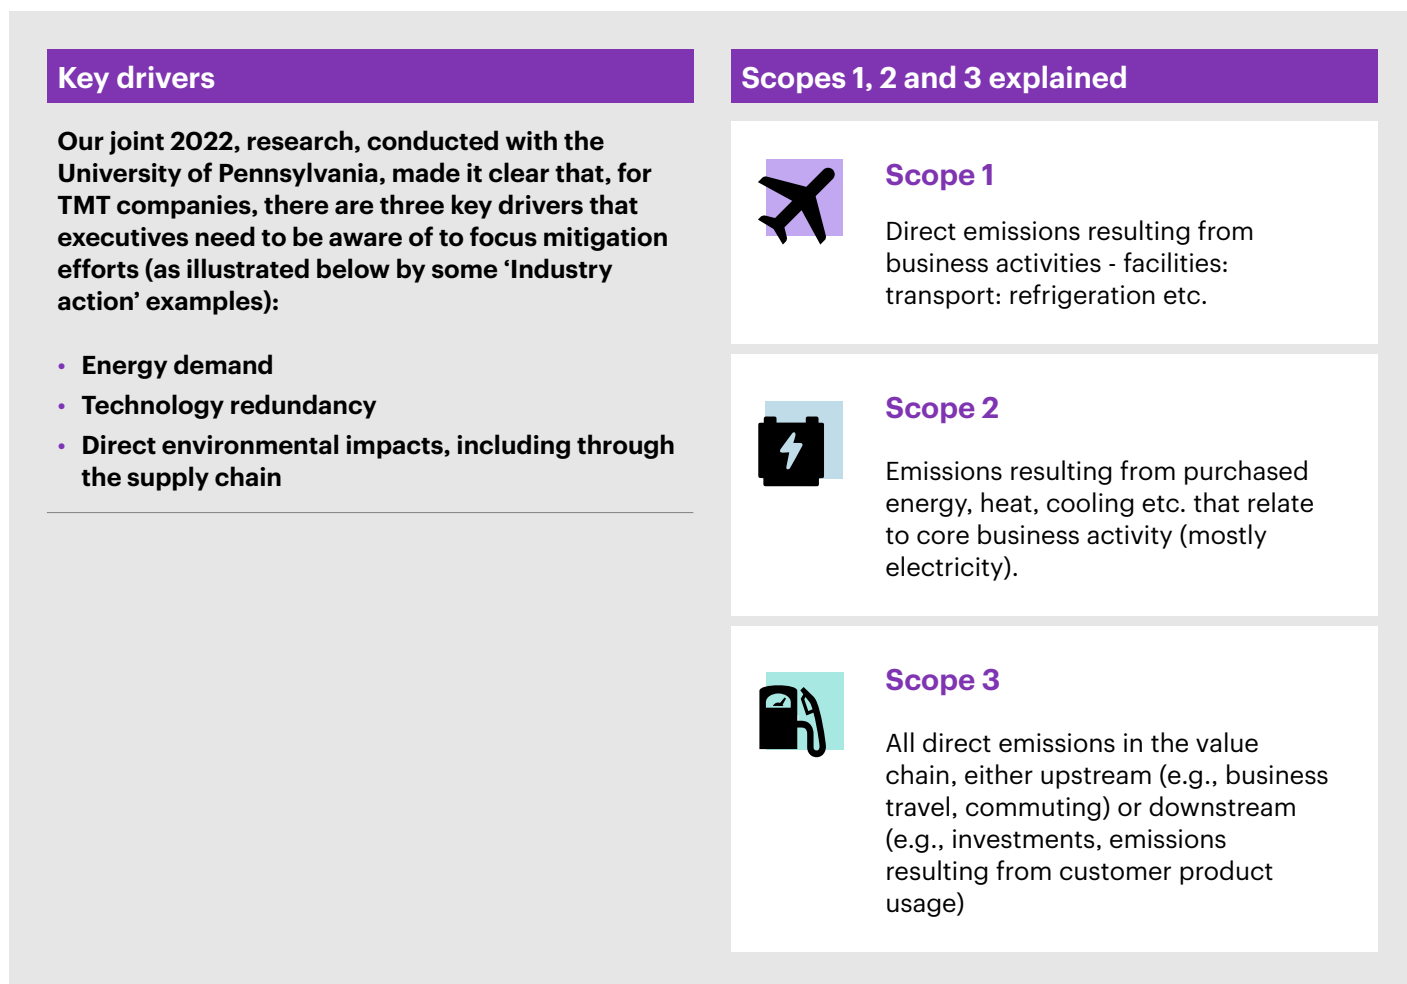 Key drivers
Our joint 2022, research, conducted with the
University of Pennsylvania, made it clear that, for
TMT companies, there are three key drivers that
executives need to be aware of to focus mitigation
efforts (as illustrated below by some ‘Industry
action’ examples):
• Energy demand
• Technology redundancy
• Direct environmental impacts, including through
the supply chain
Scopes 1, 2 and 3 explained
Scope 1
Direct emissions resulting from
business activities - facilities:
transport: refrigeration etc.
Scope 2
Emissions resulting from purchased
energy, heat, cooling etc. that relate
to core business activity (mostly
electricity).
Scope 3
All direct emissions in the value
chain, either upstream (e.g., business
travel, commuting) or downstream
(e.g., investments, emissions
resulting from customer product
usage)